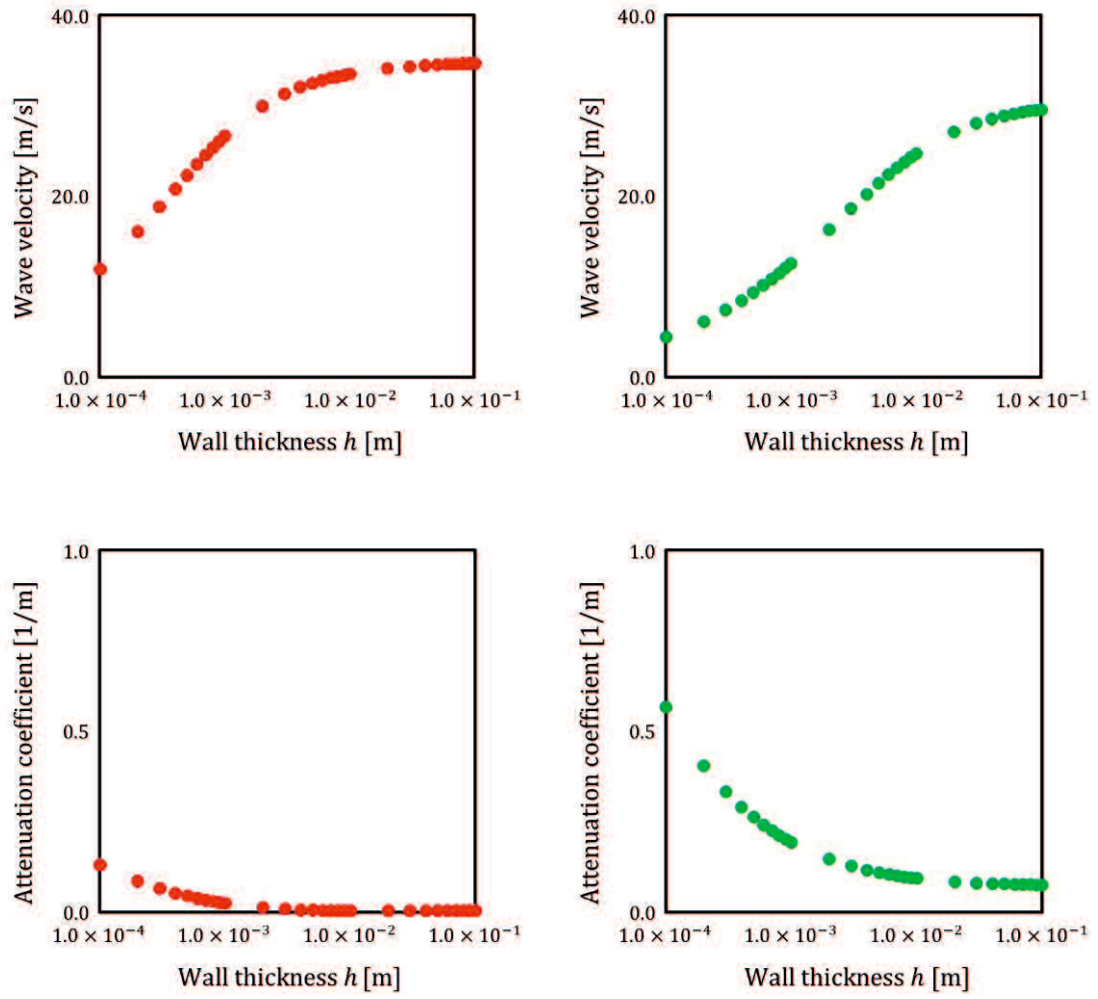 40.0
20.0
0.0
Wave velocity [m/s]
1.0 × 10⁻⁴
1.0 × 10⁻³
1.0 × 10⁻²
1.0 × 10⁻¹
Wall thickness h [m]
40.0
20.0
0.0
Wave velocity [m/s]
1.0 × 10⁻⁴
1.0 × 10⁻³
1.0 × 10⁻²
1.0 × 10⁻¹
Wall thickness h [m]
1.0
0.5
0.0
Attenuation coefficient [1/m]
1.0 × 10⁻⁴
1.0 × 10⁻³
1.0 × 10⁻²
1.0 × 10⁻¹
Wall thickness h [m]
1.0
0.5
0.0
Attenuation coefficient [1/m]
1.0 × 10⁻⁴
1.0 × 10⁻³
1.0 × 10⁻²
1.0 × 10⁻¹
Wall thickness h [m]